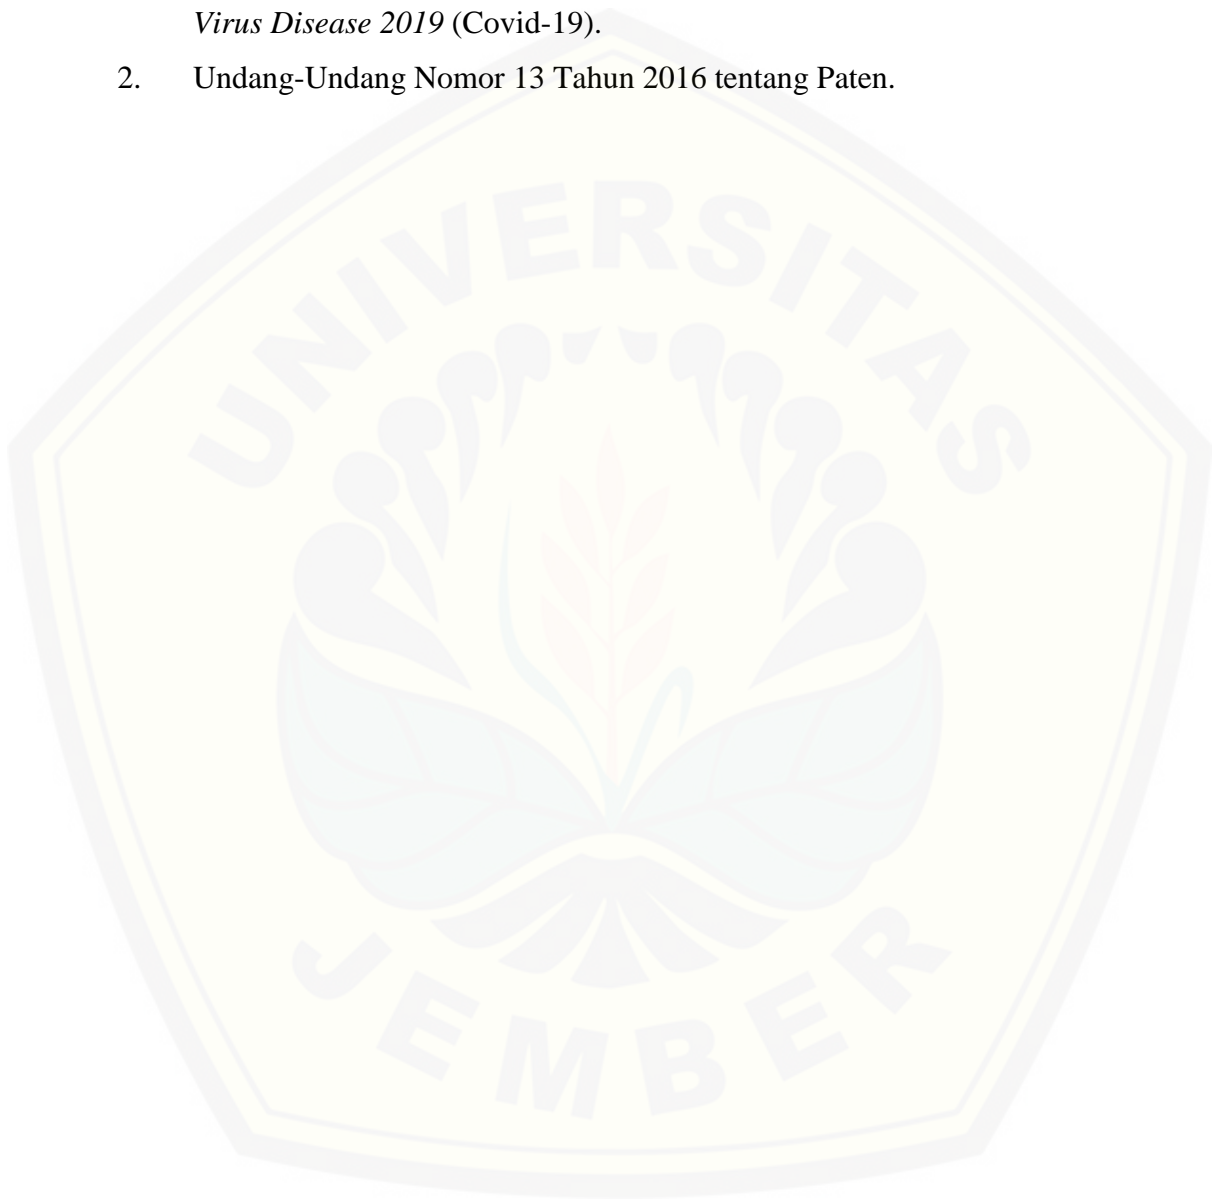 Virus Disease 2019 (Covid-19).
2. Undang-Undang Nomor 13 Tahun 2016 tentang Paten.
UNIVERSITAS
JEMBER